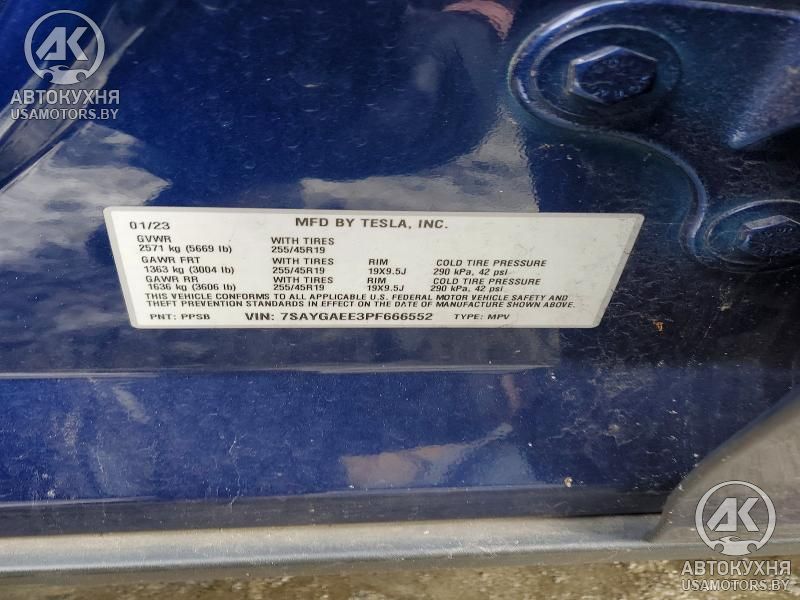 AK
АВТОКУХНЯ
USAMOTORS.BY
01/23 MFD BY TESLA, INC.
GVWR WITH TIRES
2571 kg (5669 lb) 255/45R19
GAWR FRT WITH TIRES RIM COLD TIRE PRESSURE
1363 kg (3004 lb) 255/45R19 19X9.5J 290 kPa, 42 psi
GAWR RR WITH TIRES RIM COLD TIRE PRESSURE
1636 kg (3606 lb) 255/45R19 19X9.5J 290 kPa, 42 psi
THIS VEHICLE CONFORMS TO ALL APPLICABLE U.S. FEDERAL MOTOR VEHICLE SAFETY AND
THEFT PREVENTION STANDARDS IN EFFECT ON THE DATE OF MANUFACTURE SHOWN ABOVE.
PNT: PPSB VIN: 7SAYGAEE3PF666552 TYPE: MPV
AK
АВТОКУХНЯ
USAMOTORS.BY